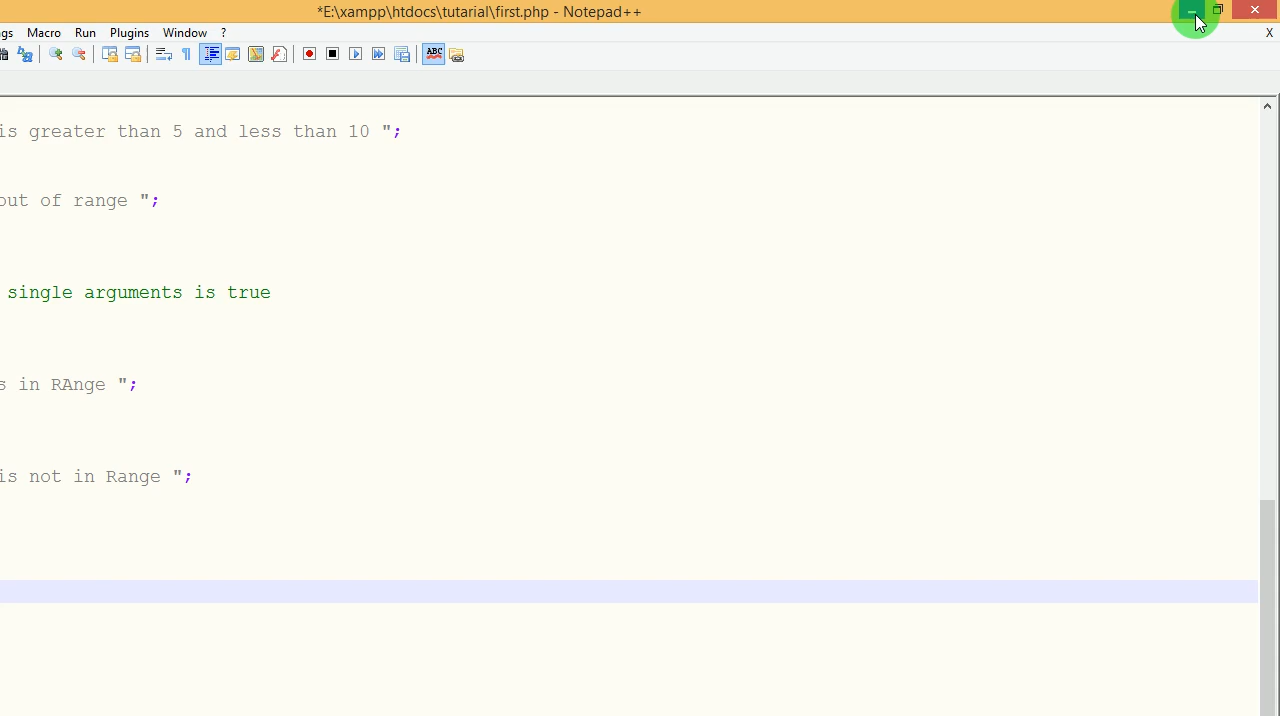 *E:\xampp\htdocs\tutarial\first.php - Notepad++
gs Macro Run Plugins Window ?
X
ABC
is greater than 5 and less than 10 ";
out of range ";
single arguments is true
s in RAnge ";
is not in Range ";